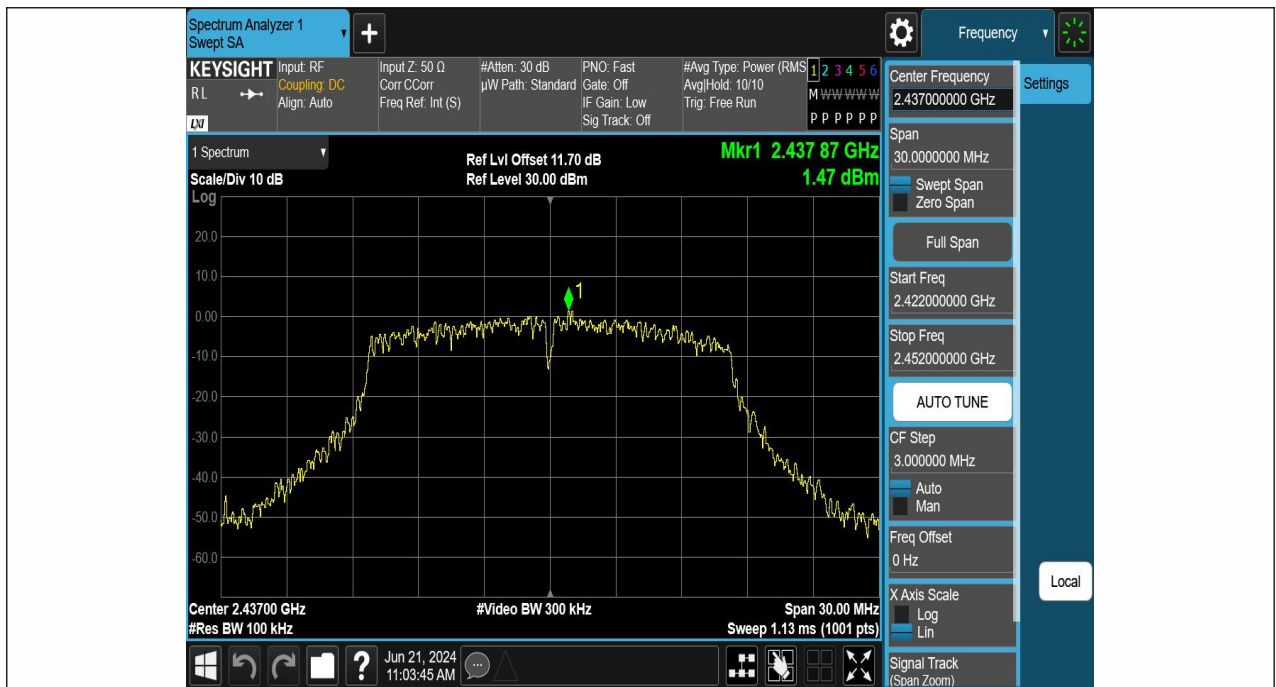 Spectrum Analyzer 1
Swept SA
Frequency
KEYSIGHT
RL
LXI
Input: RF
Coupling: DC
Align: Auto
Input Z: 50 Ω
Corr CCorr
Freq Ref: Int (S)
#Atten: 30 dB
µW Path: Standard
PNO: Fast
Gate: Off
IF Gain: Low
Sig Track: Off
#Avg Type: Power (RMS
Avg|Hold: 10/10
Trig: Free Run
1 2 3 4 5 6
M W W W W W
P P P P P P
1 Spectrum
Scale/Div 10 dB
Log
Ref Lvl Offset 11.70 dB
Ref Level 30.00 dBm
Mkr1 2.437 87 GHz
1.47 dBm
20.0
10.0
1
0.00
-10.0
-20.0
-30.0
-40.0
-50.0
-60.0
Center 2.43700 GHz
#Video BW 300 kHz
Span 30.00 MHz
#Res BW 100 kHz
Sweep 1.13 ms (1001 pts)
?
Jun 21, 2024
11:03:45 AM
Center Frequency
2.437000000 GHz
Settings
Span
30.0000000 MHz
Swept Span
Zero Span
Full Span
Start Freq
2.422000000 GHz
Stop Freq
2.452000000 GHz
AUTO TUNE
CF Step
3.000000 MHz
Auto
Man
Freq Offset
0 Hz
Local
X Axis Scale
Log
Lin
Signal Track
(Span Zoom)